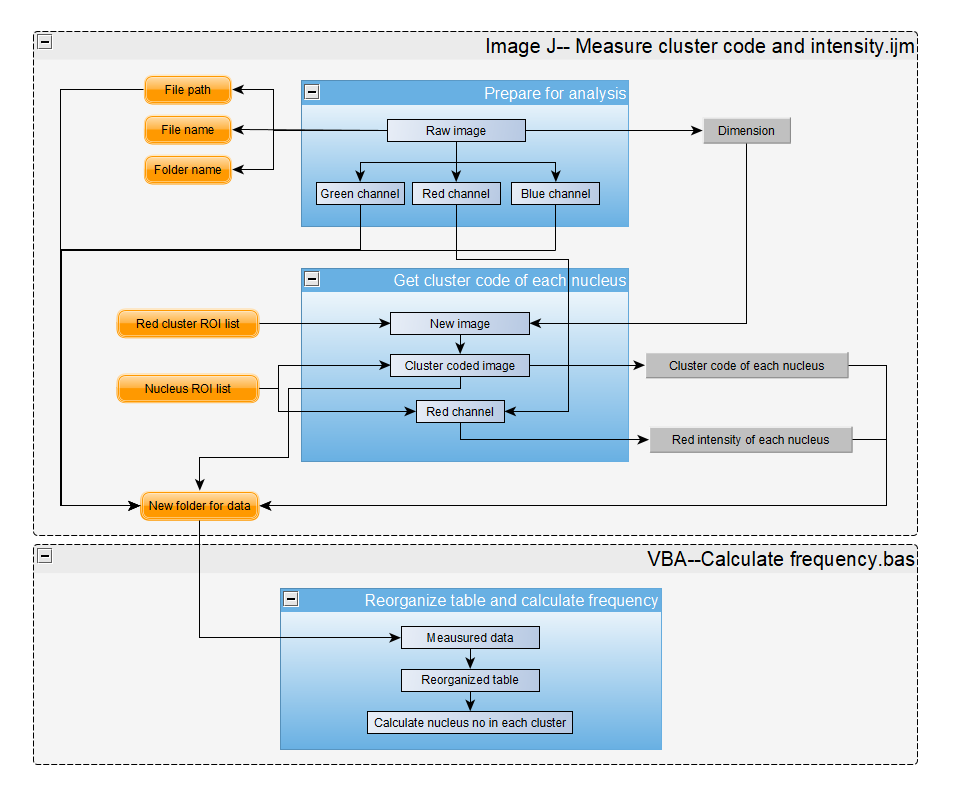 Image J-- Measure cluster code and intensity.ijm
File path
File name
Folder name
Prepare for analysis
Raw image
Dimension
Green channel
Red channel
Blue channel
Get cluster code of each nucleus
Red cluster ROI list
New image
Nucleus ROI list
Cluster coded image
Cluster code of each nucleus
Red channel
Red intensity of each nucleus
New folder for data
VBA--Calculate frequency.bas
Reorganize table and calculate frequency
Meausured data
Reorganized table
Calculate nucleus no in each cluster